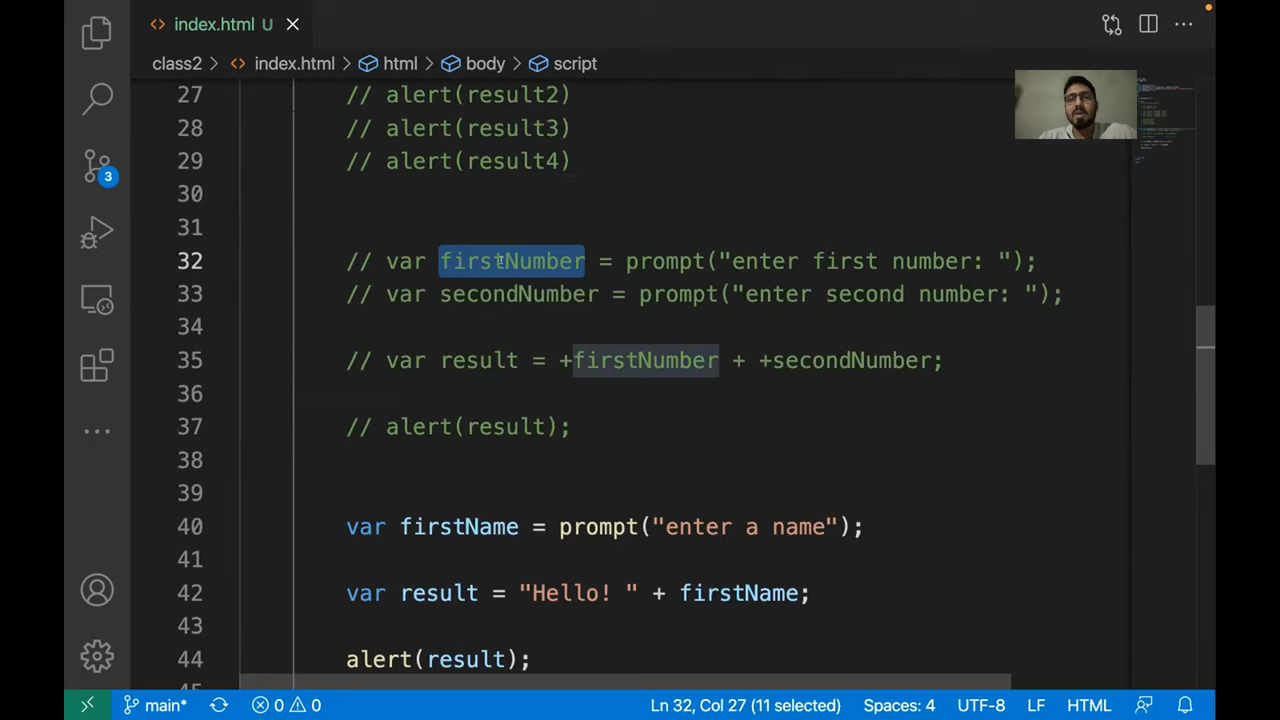 index.html U
class2 > index.html > html > body > script
27 // alert(result2)
28 // alert(result3)
29 // alert(result4)
30
31
32 // var firstNumber = prompt("enter first number: ");
33 // var secondNumber = prompt("enter second number: ");
34
35 // var result = +firstNumber + +secondNumber;
36
37 // alert(result);
38
39
40 var firstName = prompt("enter a name");
41
42 var result = "Hello! " + firstName;
43
44 alert(result);
45
3
main* 0 0 Ln 32, Col 27 (11 selected) Spaces: 4 UTF-8 LF HTML